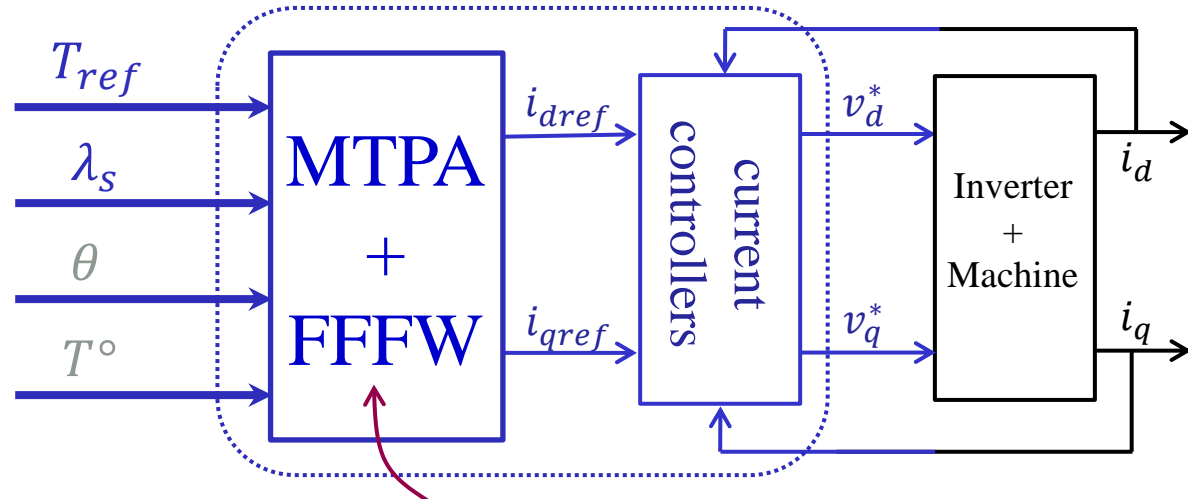 T_ref
λ_s
θ
T°
MTPA
+
FFFW
i_dref
i_qref
current
controllers
v_d^*
v_q^*
Inverter
+
Machine
i_d
i_q